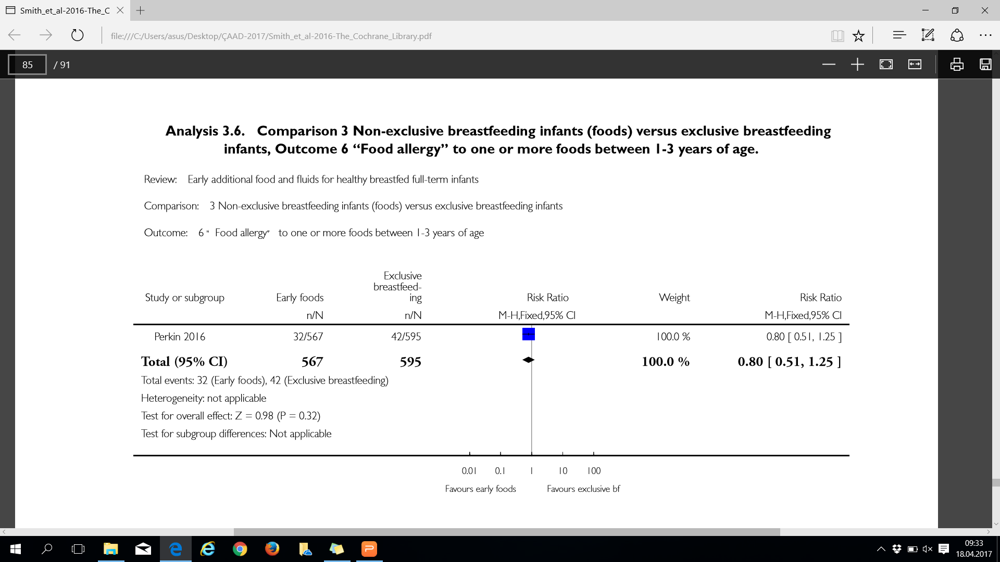 Smith_et_al-2016-The_C
file:///C:/Users/asus/Desktop/ÇAAD-2017/Smith_et_al-2016-The_Cochrane_Library.pdf
85 / 91
Analysis 3.6. Comparison 3 Non-exclusive breastfeeding infants (foods) versus exclusive breastfeeding
infants, Outcome 6 “Food allergy” to one or more foods between 1-3 years of age.
Review: Early additional food and fluids for healthy breastfed full-term infants
Comparison: 3 Non-exclusive breastfeeding infants (foods) versus exclusive breastfeeding infants
Outcome: 6 “ Food allergy” to one or more foods between 1-3 years of age
Exclusive
breastfeed-
Study or subgroup Early foods ing Risk Ratio Weight Risk Ratio
n/N n/N M-H,Fixed,95% CI M-H,Fixed,95% CI
Perkin 2016 32/567 42/595 100.0 % 0.80 [ 0.51, 1.25 ]
Total (95% CI) 567 595 100.0 % 0.80 [ 0.51, 1.25 ]
Total events: 32 (Early foods), 42 (Exclusive breastfeeding)
Heterogeneity: not applicable
Test for overall effect: Z = 0.98 (P = 0.32)
Test for subgroup differences: Not applicable
0.01 0.1 1 10 100
Favours early foods Favours exclusive bf
09:33
18.04.2017